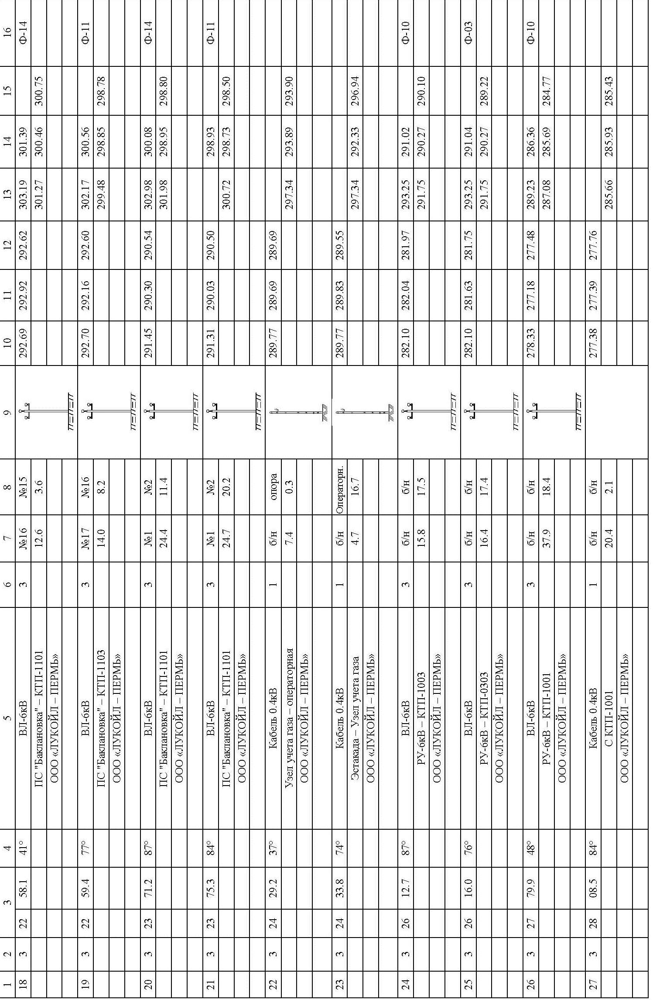 1 2 3 4 5 6 7 8 9 10 11 12 13 14 15 16
18 3 22 58.1 41° ВЛ-6кВ 3 №16 №15 292.69 292.92 292.62 303.19 301.39 Ф-14
ПС "Баклановка" – КТП-1101 12.6 3.6 301.27 300.46 300.75
ООО «ЛУКОЙЛ – ПЕРМЬ»
19 3 22 59.4 77° ВЛ-6кВ 3 №17 №16 292.70 292.16 292.60 302.17 300.56 Ф-11
ПС "Баклановка" – КТП-1103 14.0 8.2 299.48 298.85 298.78
ООО «ЛУКОЙЛ – ПЕРМЬ»
20 3 23 71.2 87° ВЛ-6кВ 3 №1 №2 291.45 290.30 290.54 302.98 300.08 Ф-14
ПС "Баклановка" – КТП-1101 24.4 11.4 301.98 298.95 298.80
ООО «ЛУКОЙЛ – ПЕРМЬ»
21 3 23 75.3 84° ВЛ-6кВ 3 №1 №2 291.31 290.03 290.50 298.93 Ф-11
ПС "Баклановка" – КТП-1101 24.7 20.2 300.72 298.73 298.50
ООО «ЛУКОЙЛ – ПЕРМЬ»
22 3 24 29.2 37° Кабель 0.4кВ 1 б/н опора 289.77 289.69 289.69
Узел учета газа – операторная 7.4 0.3 297.34 293.89 293.90
ООО «ЛУКОЙЛ – ПЕРМЬ»
23 3 24 33.8 74° Кабель 0.4кВ 1 б/н Операторн. 289.77 289.83 289.55
Эстакада – Узел учета газа 4.7 16.7 297.34 292.33 296.94
ООО «ЛУКОЙЛ – ПЕРМЬ»
24 3 26 12.7 87° ВЛ-6кВ 3 б/н б/н 282.10 282.04 281.97 293.25 291.02 Ф-10
РУ-6кВ – КТП-1003 15.8 17.5 291.75 290.27 290.10
ООО «ЛУКОЙЛ – ПЕРМЬ»
25 3 26 16.0 76° ВЛ-6кВ 3 б/н б/н 282.10 281.63 281.75 293.25 291.04 Ф-03
РУ-6кВ – КТП-0303 16.4 17.4 291.75 290.27 289.22
ООО «ЛУКОЙЛ – ПЕРМЬ»
26 3 27 79.9 48° ВЛ-6кВ 3 б/н б/н 278.33 277.18 277.48 289.23 286.36 Ф-10
РУ-6кВ – КТП-1001 37.9 18.4 287.08 285.69 284.77
ООО «ЛУКОЙЛ – ПЕРМЬ»
27 3 28 08.5 84° Кабель 0.4кВ 1 б/н б/н 277.38 277.39 277.76
С КТП-1001 20.4 2.1 285.66 285.93 285.43
ООО «ЛУКОЙЛ – ПЕРМЬ»